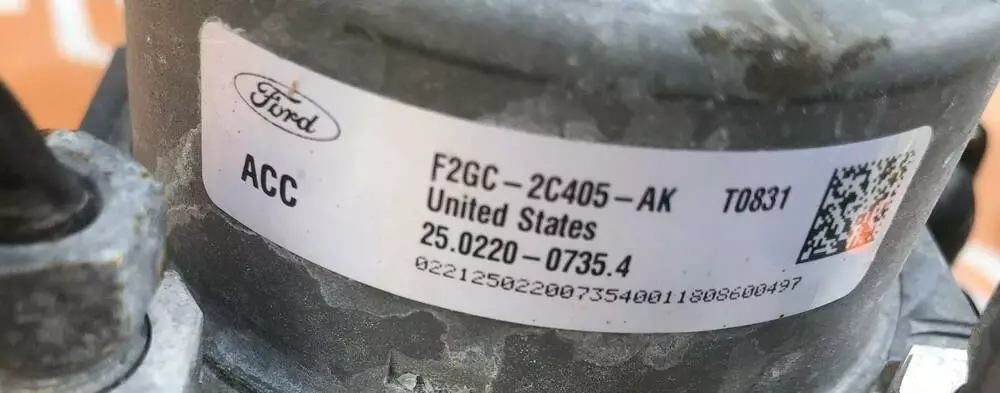 Ford
ACC
F2GC-2C405-AK T0831
United States
25.0220-0735.4
0221250220073540011808600497